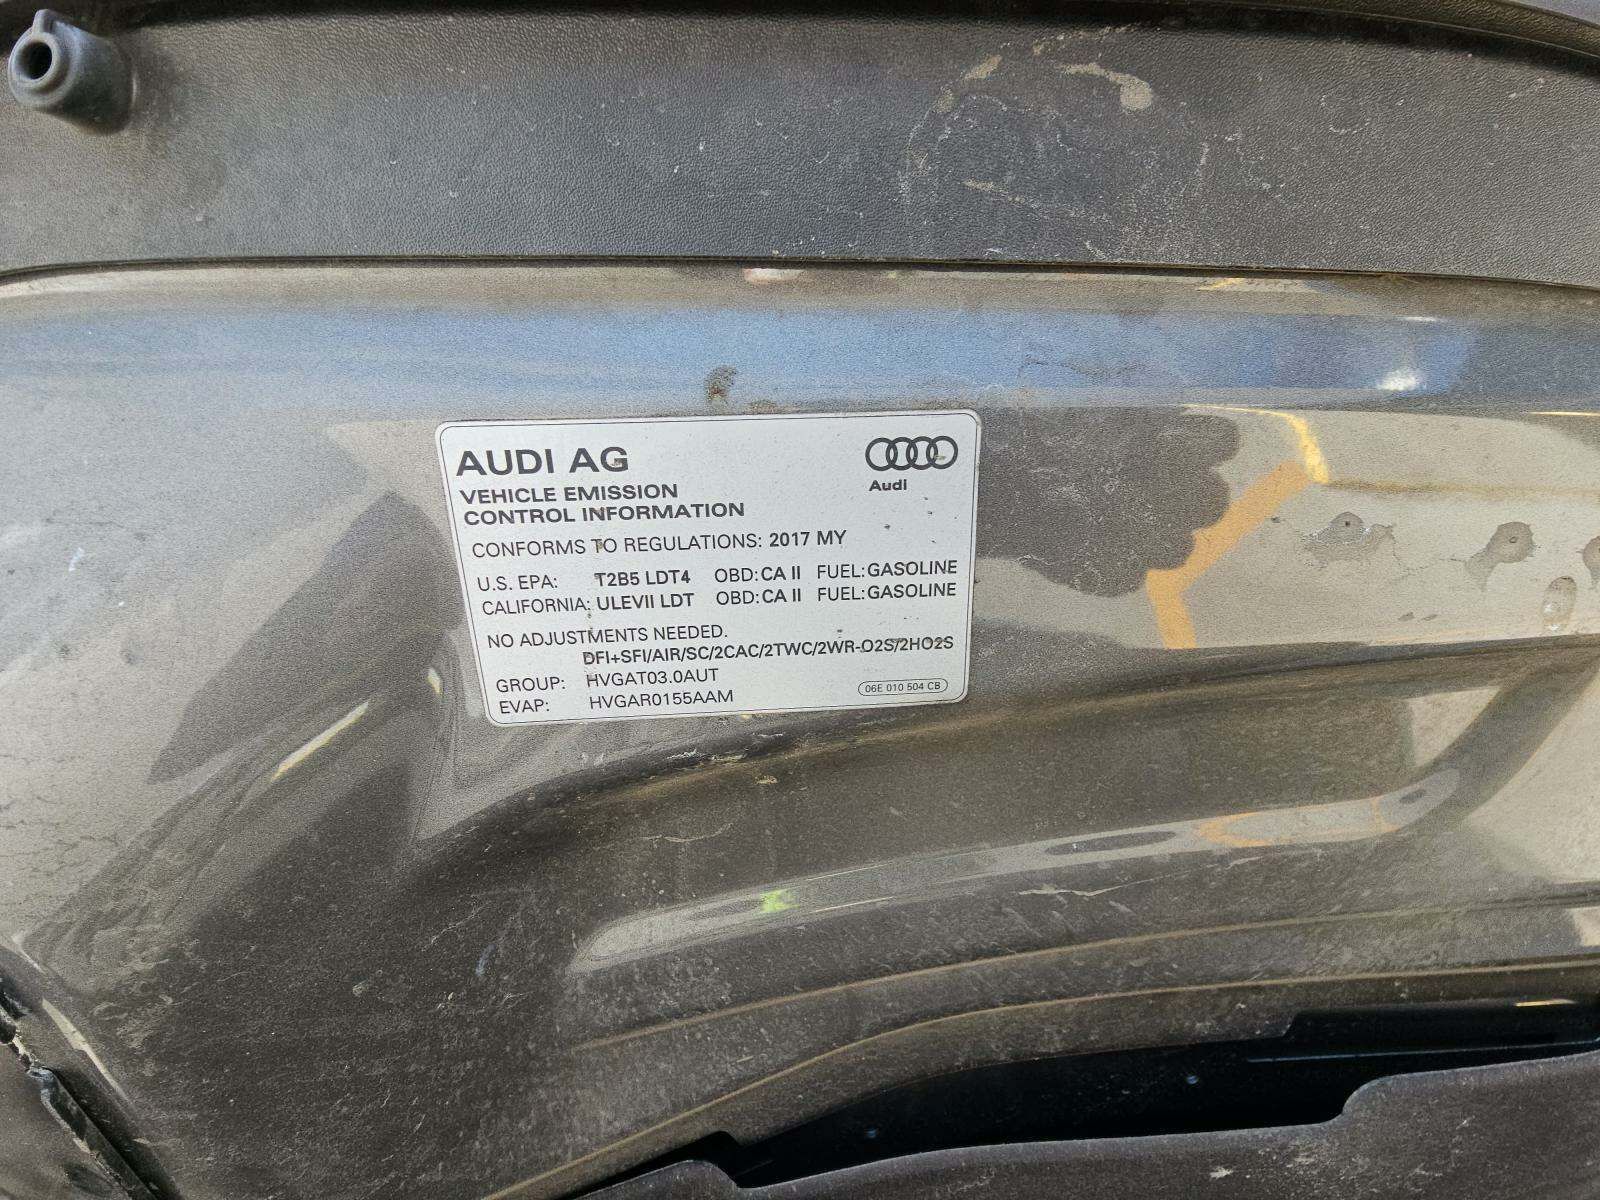 AUDI AG
Audi
VEHICLE EMISSION
CONTROL INFORMATION
CONFORMS TO REGULATIONS: 2017 MY
U.S. EPA: T2B5 LDT4 OBD: CA II FUEL: GASOLINE
CALIFORNIA: ULEVII LDT OBD: CA II FUEL: GASOLINE
NO ADJUSTMENTS NEEDED.
DFI+SFI/AIR/SC/2CAC/2TWC/2WR-O2S/2HO2S
GROUP: HVGAT03.0AUT
EVAP: HVGAR0155AAM
06E 010 504 CB